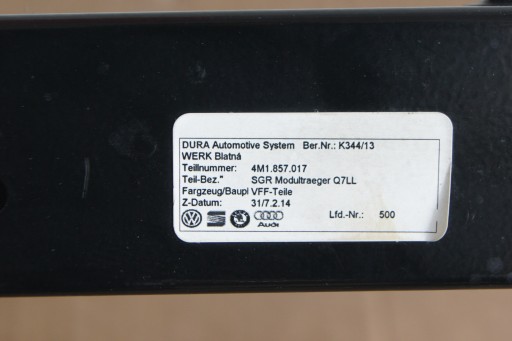 DURA Automotive System Ber.Nr.: K344/13
WERK Blatná
Teillnummer: 4M1.857.017
Teil-Bez." SGR Modultraeger Q7LL
Fargzeug/Baupl VFF-Teile
Z-Datum: 31/7.2.14
Lfd.-Nr.: 500
Audi